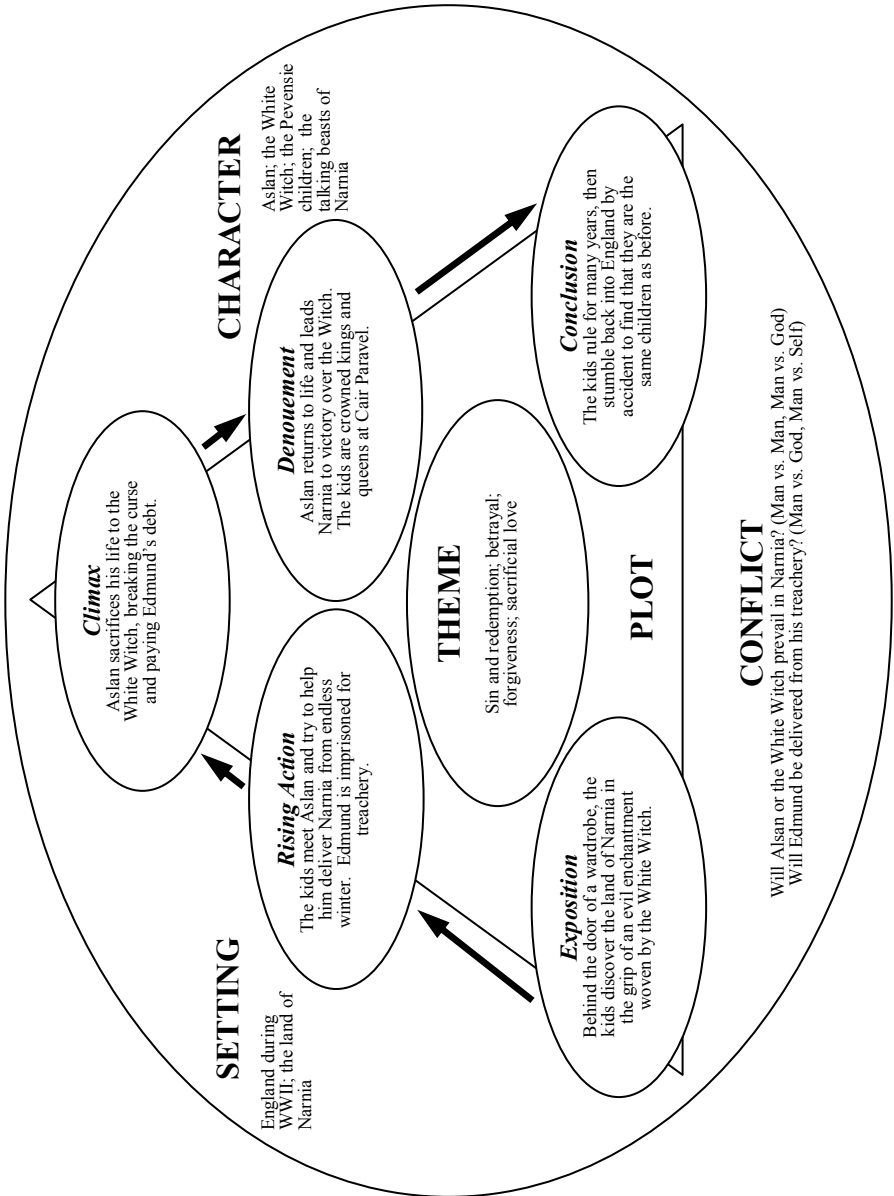 Climax
Aslan sacrifices his life to the
White Witch, breaking the curse
and paying Edmund’s debt.
SETTING
England during
WWII; the land of
Narnia
CHARACTER
Aslan; the White
Witch; the Pevensie
children;  the
talking beasts of
Narnia
Rising Action
The kids meet Aslan and try to help
him deliver Narnia from endless
winter.  Edmund is imprisoned for
treachery.
Denouement
Aslan returns to life and leads
Narnia to victory over the Witch.
The kids are crowned kings and
queens at Cair Paravel.
THEME
Sin and redemption; betrayal;
forgiveness; sacrificial love
Exposition
Behind the door of a wardrobe, the
kids discover the land of Narnia in
the grip of an evil enchantment
woven by the White Witch.
Conclusion
The kids rule for many years, then
stumble back into England by
accident to find that they are the
same children as before.
PLOT
CONFLICT
Will Alsan or the White Witch prevail in Narnia? (Man vs. Man, Man vs. God)
Will Edmund be delivered from his treachery? (Man vs. God, Man vs. Self)